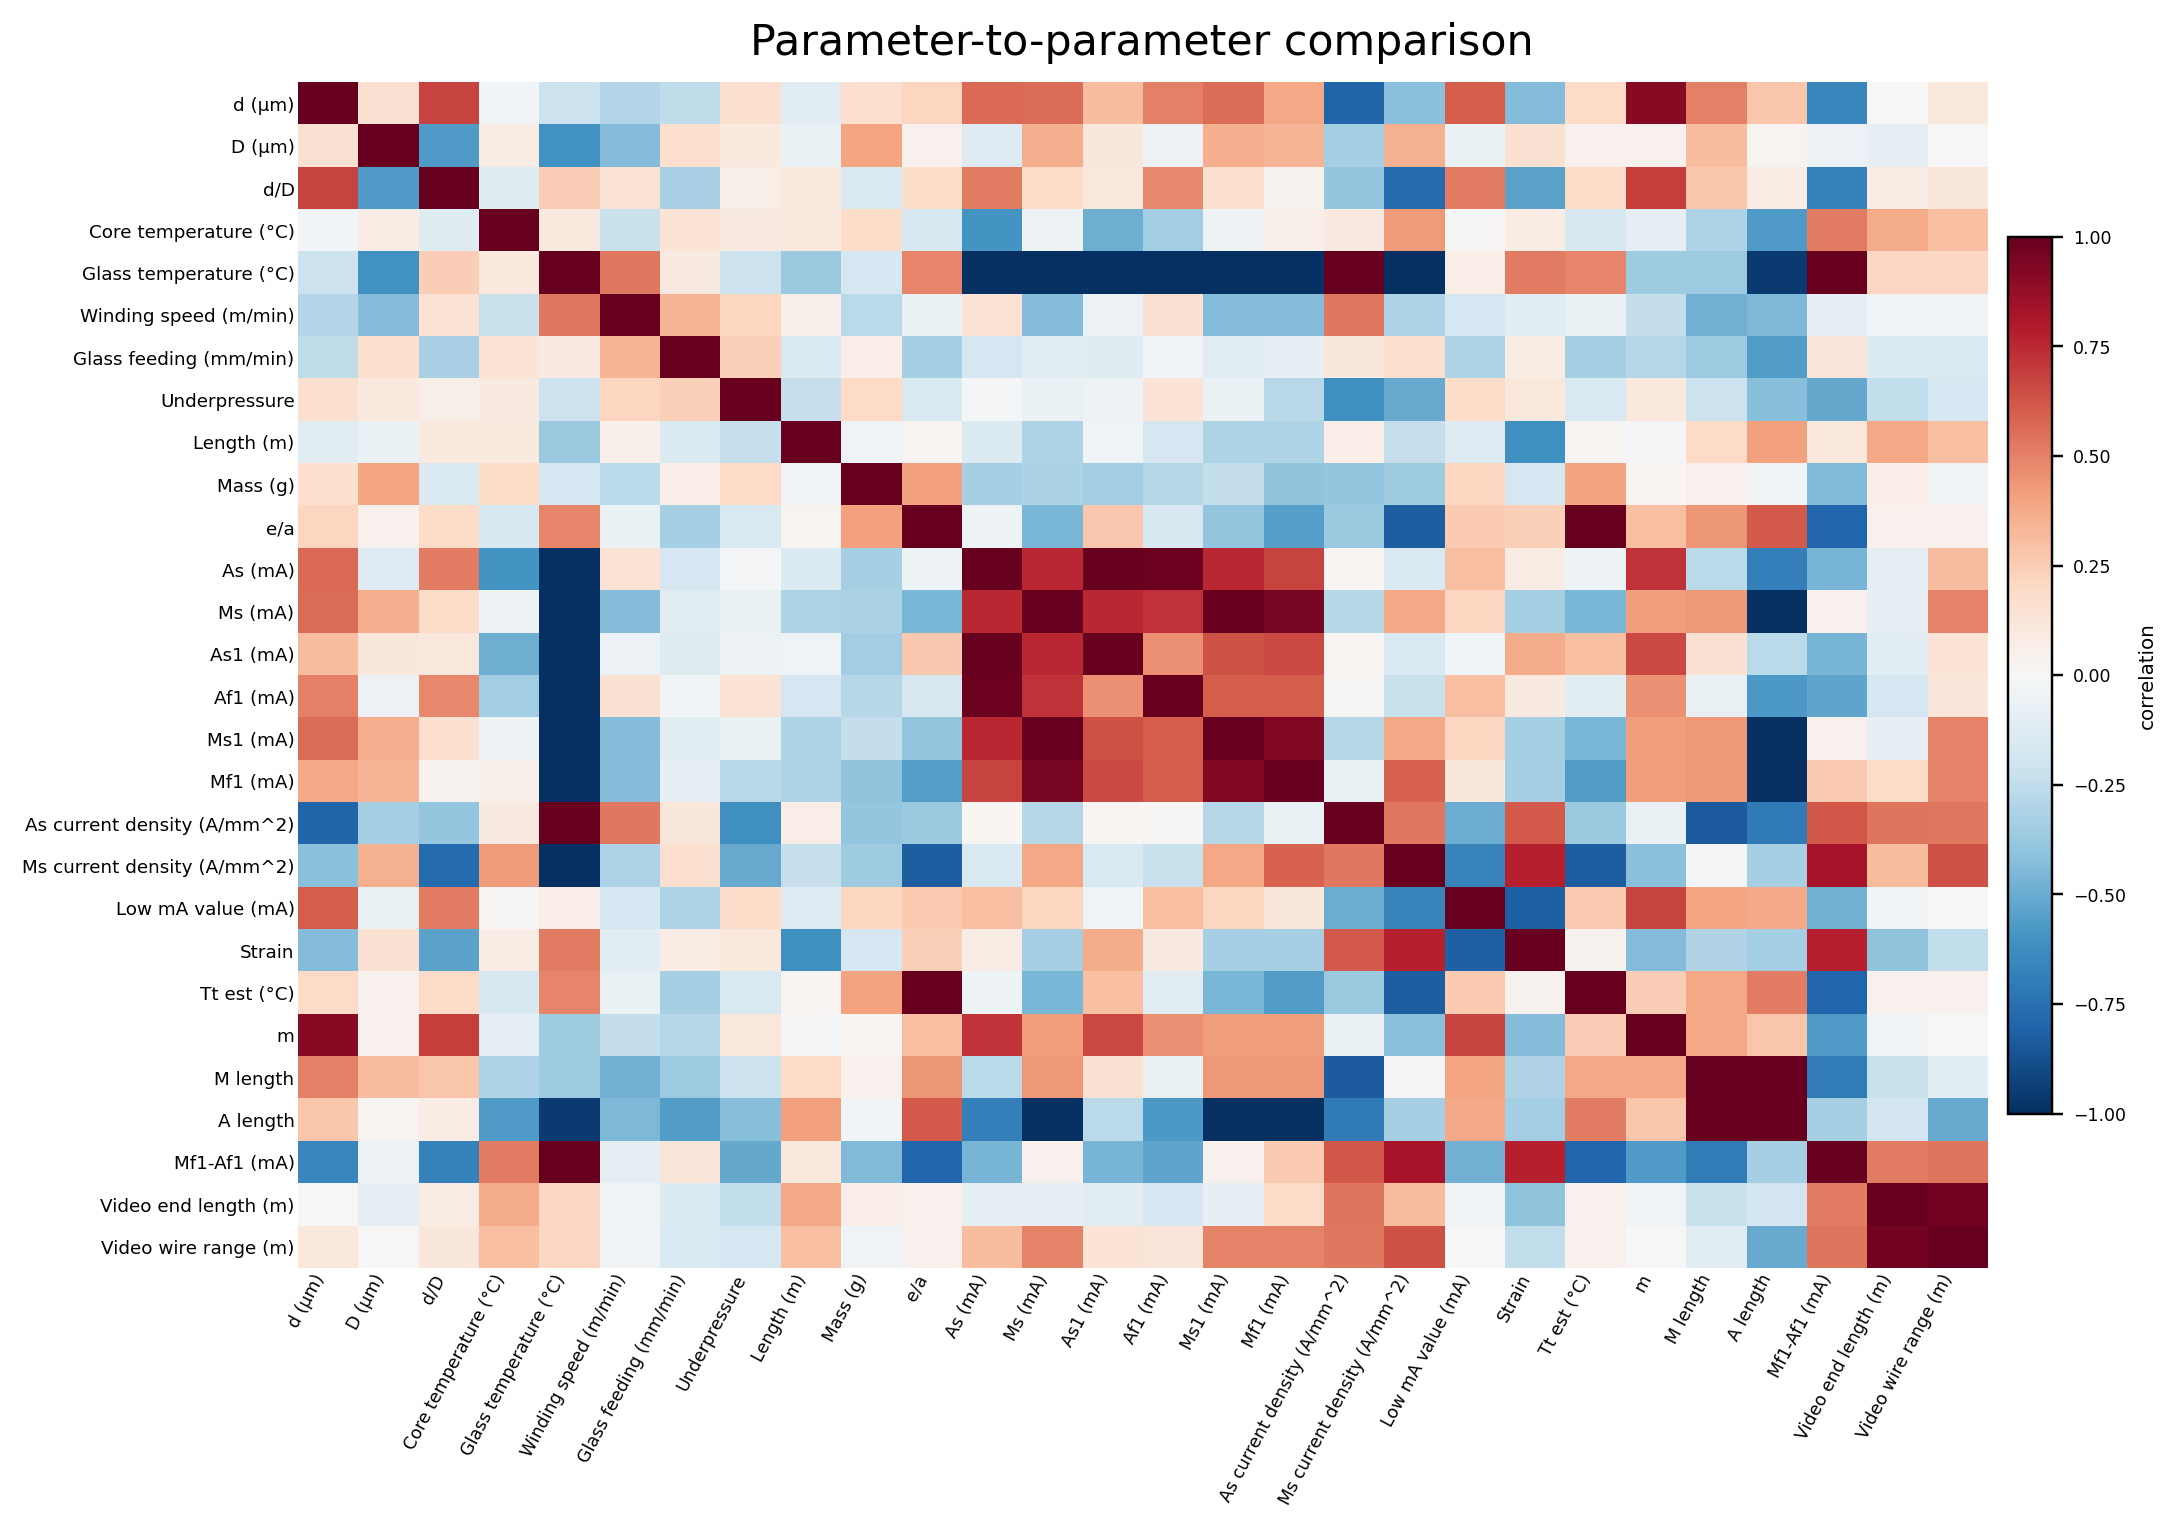 Parameter-to-parameter comparison
d (μm)
D (μm)
d/D
Core temperature (°C)
Glass temperature (°C)
Winding speed (m/min)
Glass feeding (mm/min)
Underpressure
Length (m)
Mass (g)
e/a
As (mA)
Ms (mA)
As1 (mA)
Af1 (mA)
Ms1 (mA)
Mf1 (mA)
As current density (A/mm^2)
Ms current density (A/mm^2)
Low mA value (mA)
Strain
Tt est (°C)
m
M length
A length
Mf1-Af1 (mA)
Video end length (m)
Video wire range (m)
d (μm)
D (μm)
d/D
Core temperature (°C)
Glass temperature (°C)
Winding speed (m/min)
Glass feeding (mm/min)
Underpressure
Length (m)
Mass (g)
e/a
As (mA)
Ms (mA)
As1 (mA)
Af1 (mA)
Ms1 (mA)
Mf1 (mA)
As current density (A/mm^2)
Ms current density (A/mm^2)
Low mA value (mA)
Strain
Tt est (°C)
m
M length
A length
Mf1-Af1 (mA)
Video end length (m)
Video wire range (m)
1.00
0.75
0.50
0.25
0.00
−0.25
−0.50
−0.75
−1.00
correlation